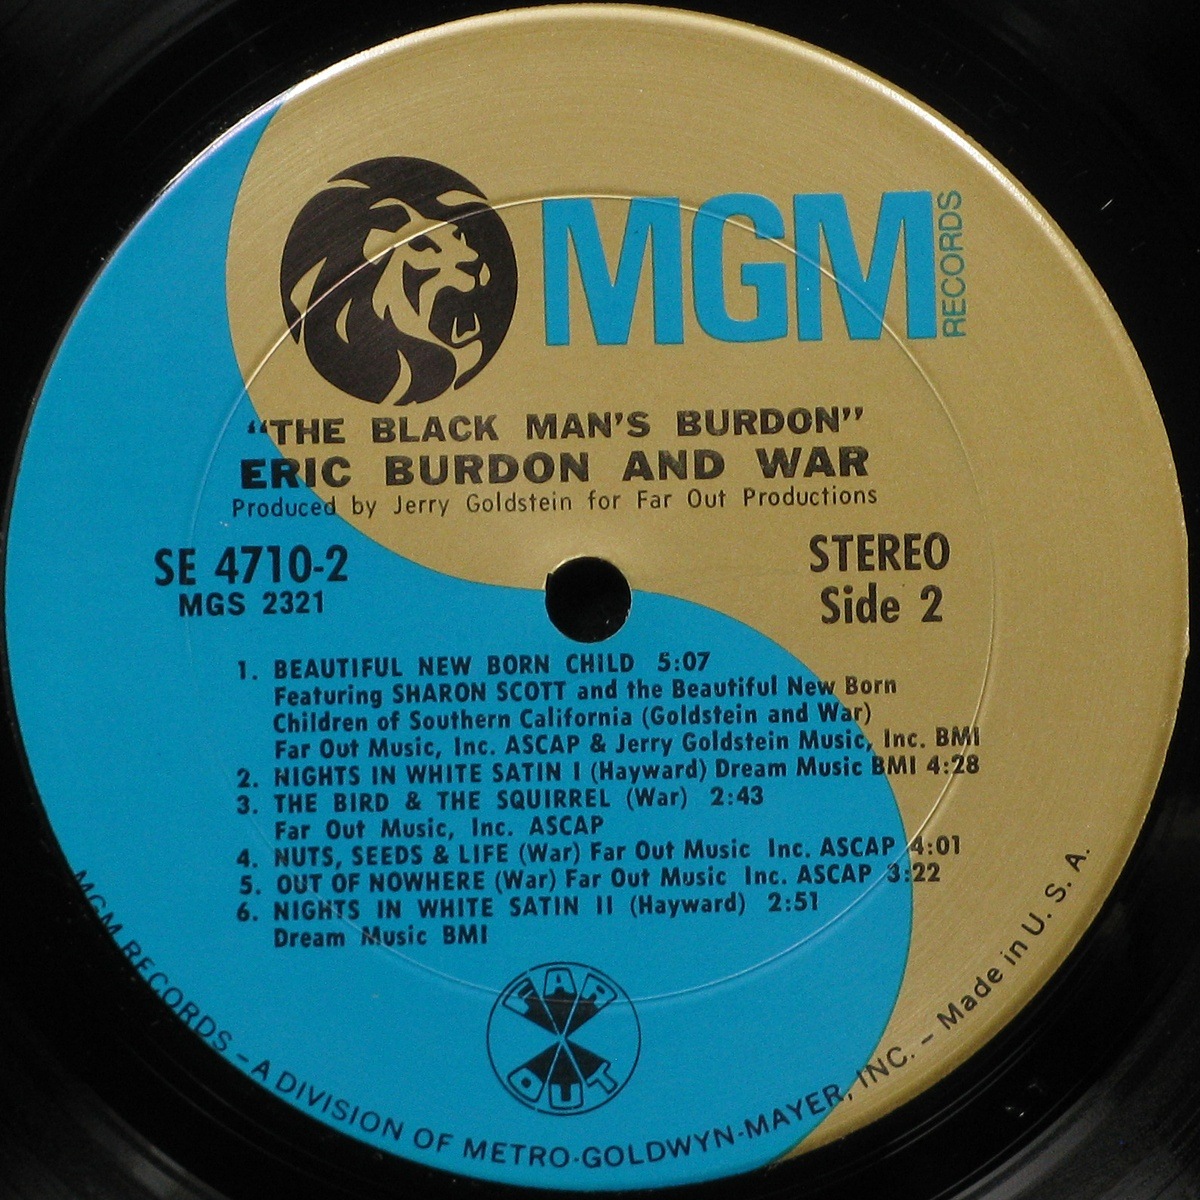 MGM RECORDS
"THE BLACK MAN'S BURDON"
ERIC BURDON AND WAR
Produced by Jerry Goldstein for Far Out Productions
SE 4710-2
MGS 2321
STEREO
Side 2
1. BEAUTIFUL NEW BORN CHILD 5:07
Featuring SHARON SCOTT and the Beautiful New Born
Children of Southern California (Goldstein and War)
Far Out Music, Inc. ASCAP & Jerry Goldstein Music, Inc. BMI
2. NIGHTS IN WHITE SATIN I (Hayward) Dream Music BMI 4:28
3. THE BIRD & THE SQUIRREL (War) 2:43
Far Out Music, Inc. ASCAP
4. NUTS, SEEDS & LIFE (War) Far Out Music Inc. ASCAP 4:01
5. OUT OF NOWHERE (War) Far Out Music Inc. ASCAP 3:22
6. NIGHTS IN WHITE SATIN II (Hayward) 2:51
Dream Music BMI
FAR
OUT
MGM RECORDS – A DIVISION OF METRO-GOLDWYN-MAYER, INC. – Made in U. S. A.